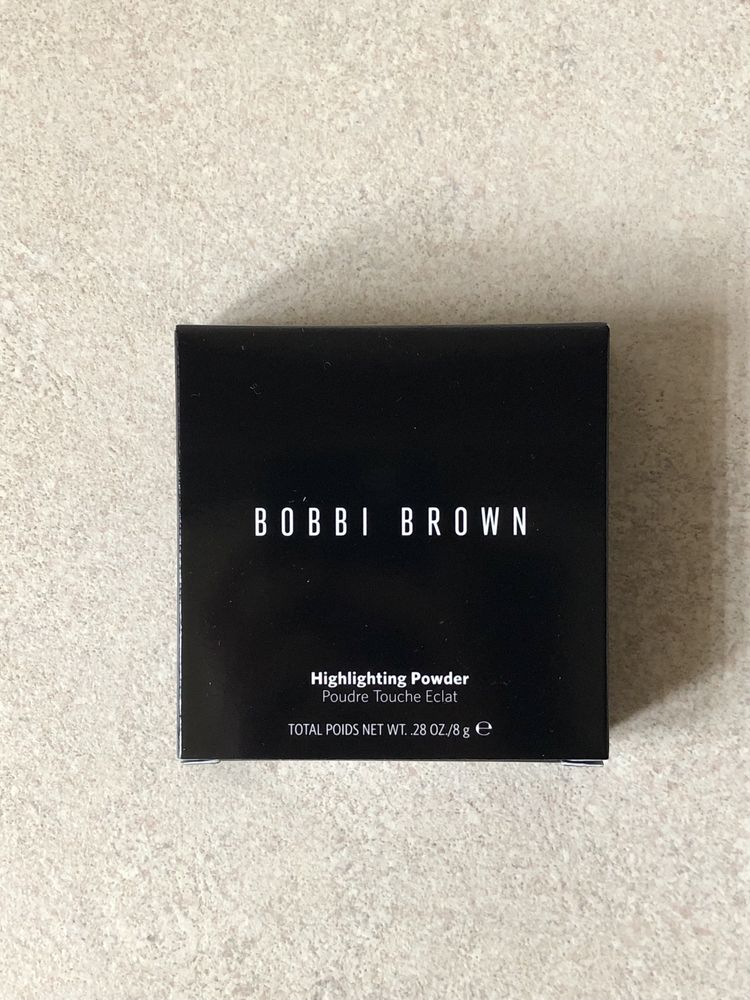 BOBBI BROWN
Highlighting Powder
Poudre Touche Eclat
TOTAL POIDS NET WT. .28 OZ./8 g ℮